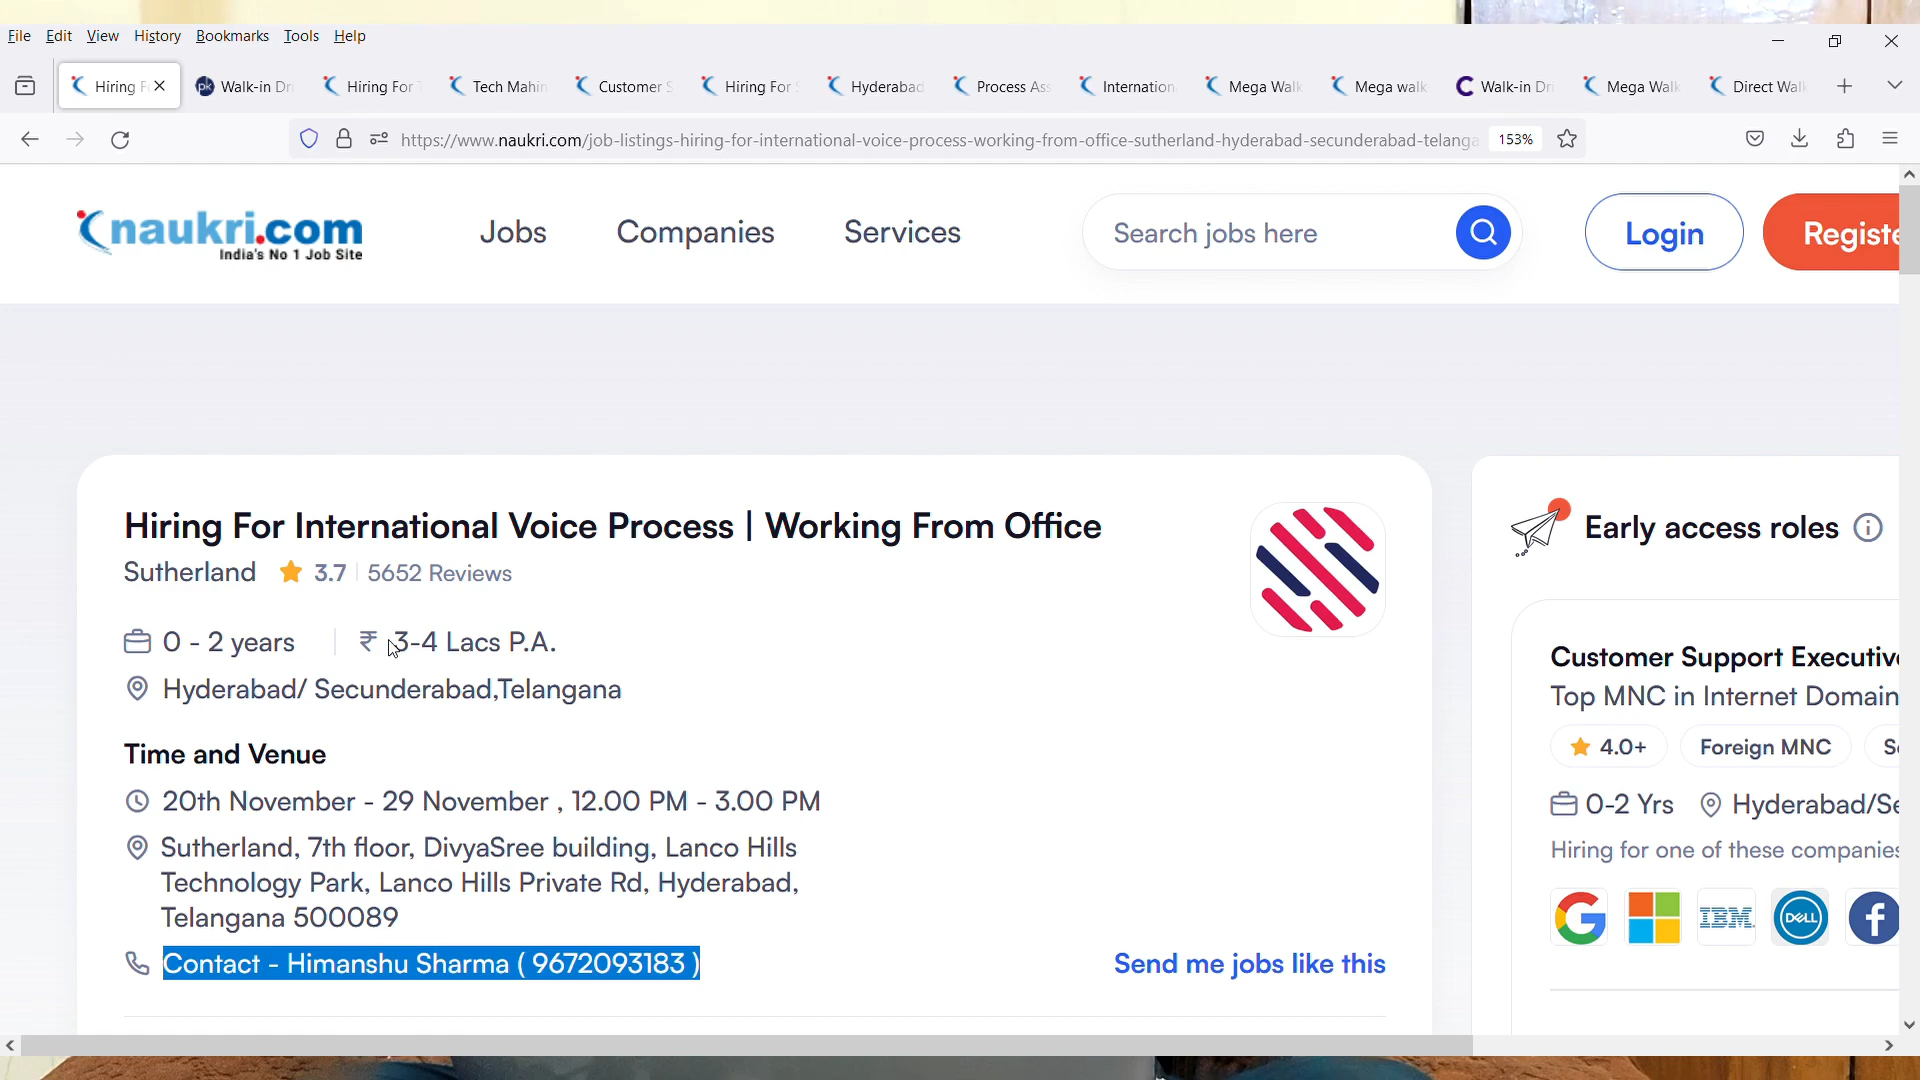 File Edit View History Bookmarks Tools Help
Hiring F Walk-in Dr Hiring For Tech Mahin Customer S Hiring For S Hyderabad Process Ass Internation Mega Walk Mega walk Walk-in Dri Mega Walk Direct Walk
https://www.naukri.com/job-listings-hiring-for-international-voice-process-working-from-office-sutherland-hyderabad-secunderabad-telanga 153%
naukri.com
India's No 1 Job Site
Jobs Companies Services Search jobs here Login Registe
Hiring For International Voice Process | Working From Office
Sutherland 3.7 | 5652 Reviews
0 - 2 years ₹ 3-4 Lacs P.A.
Hyderabad/ Secunderabad,Telangana
Time and Venue
20th November - 29 November , 12.00 PM - 3.00 PM
Sutherland, 7th floor, DivyaSree building, Lanco Hills
Technology Park, Lanco Hills Private Rd, Hyderabad,
Telangana 500089
Contact - Himanshu Sharma ( 9672093183 )
Send me jobs like this
Early access roles
Customer Support Executiv
Top MNC in Internet Domain
4.0+ Foreign MNC
0-2 Yrs Hyderabad/Se
Hiring for one of these companies
IBM DELL